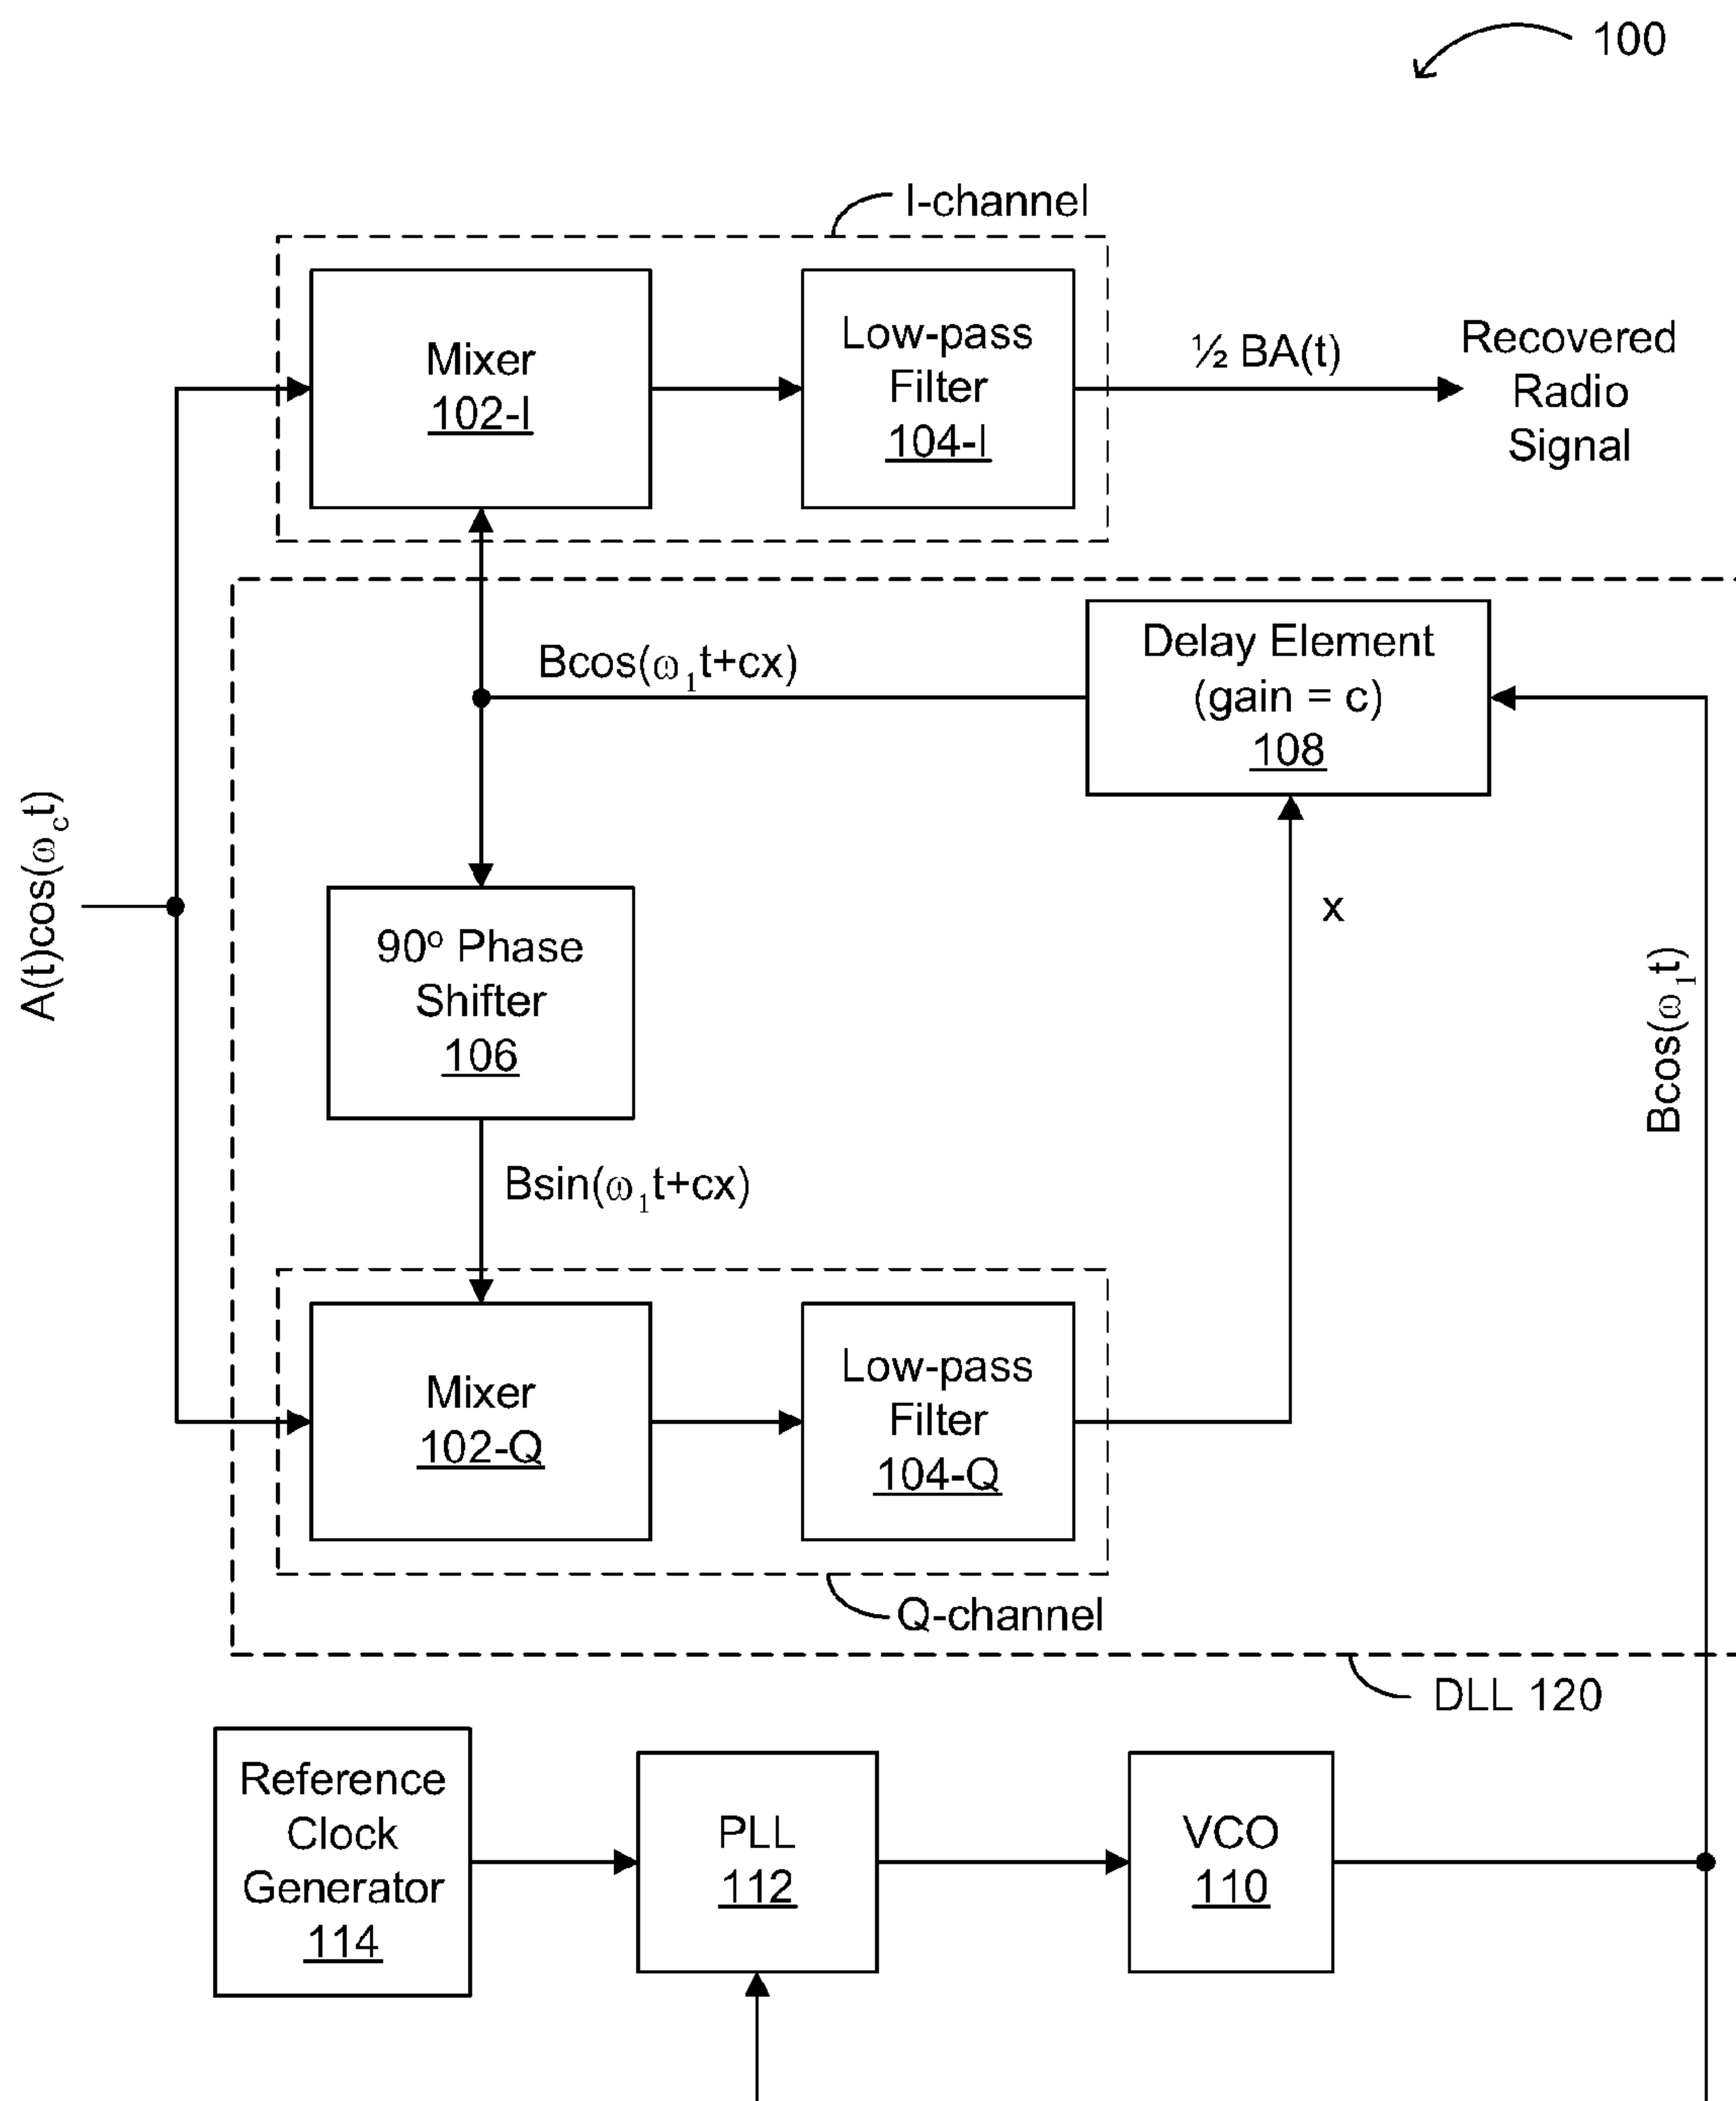 100
I-channel
Mixer
102-I
Low-pass
Filter
104-I
½ BA(t)
Recovered
Radio
Signal
Bcos(ω₁t+cx)
Delay Element
(gain = c)
108
A(t)cos(ω_ct)
90° Phase
Shifter
106
x
Bcos(ω₁t)
Bsin(ω₁t+cx)
Mixer
102-Q
Low-pass
Filter
104-Q
Q-channel
DLL 120
Reference
Clock
Generator
114
PLL
112
VCO
110